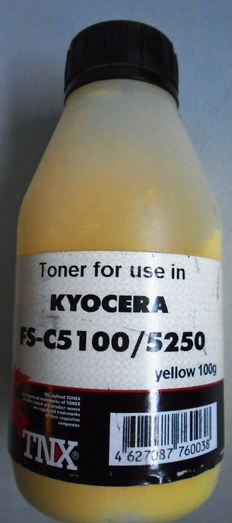 Toner for use in
KYOCERA
FS-C5100/5250
yellow 100g
TNX®
4 627087 760038